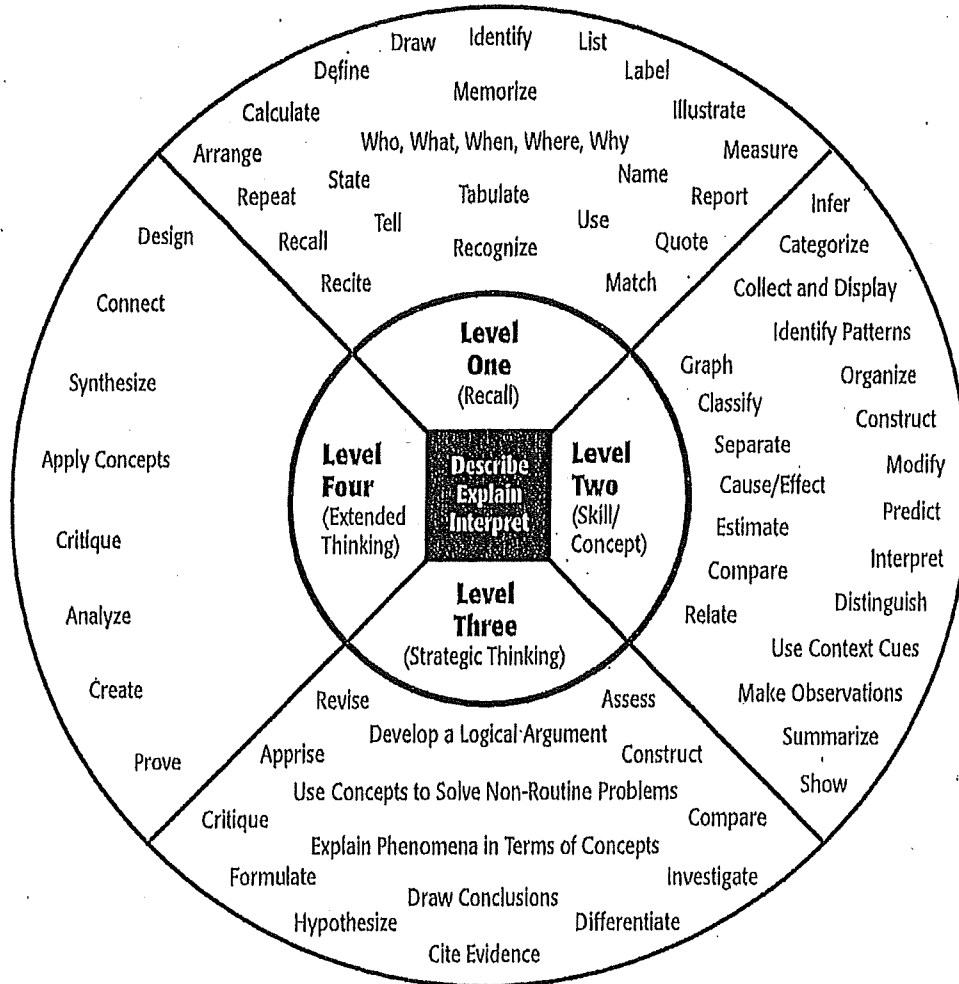 Draw
Identify
List
Define
Label
Memorize
Calculate
Illustrate
Who, What, When, Where, Why
Arrange
Measure
State
Name
Repeat
Tabulate
Report
Tell
Use
Recall
Recognize
Quote
Recite
Match
Level
One
(Recall)
Infer
Categorize
Collect and Display
Identify Patterns
Graph
Organize
Classify
Construct
Separate
Modify
Cause/Effect
Predict
Estimate
Interpret
Compare
Distinguish
Relate
Use Context Cues
Make Observations
Summarize
Show
Level
Two
(Skill/
Concept)
Describe
Explain
Interpret
Level
Three
(Strategic Thinking)
Revise
Assess
Develop a Logical Argument
Apprise
Construct
Use Concepts to Solve Non-Routine Problems
Critique
Compare
Explain Phenomena in Terms of Concepts
Formulate
Investigate
Draw Conclusions
Hypothesize
Differentiate
Cite Evidence
Level
Four
(Extended
Thinking)
Design
Connect
Synthesize
Apply Concepts
Critique
Analyze
Create
Prove